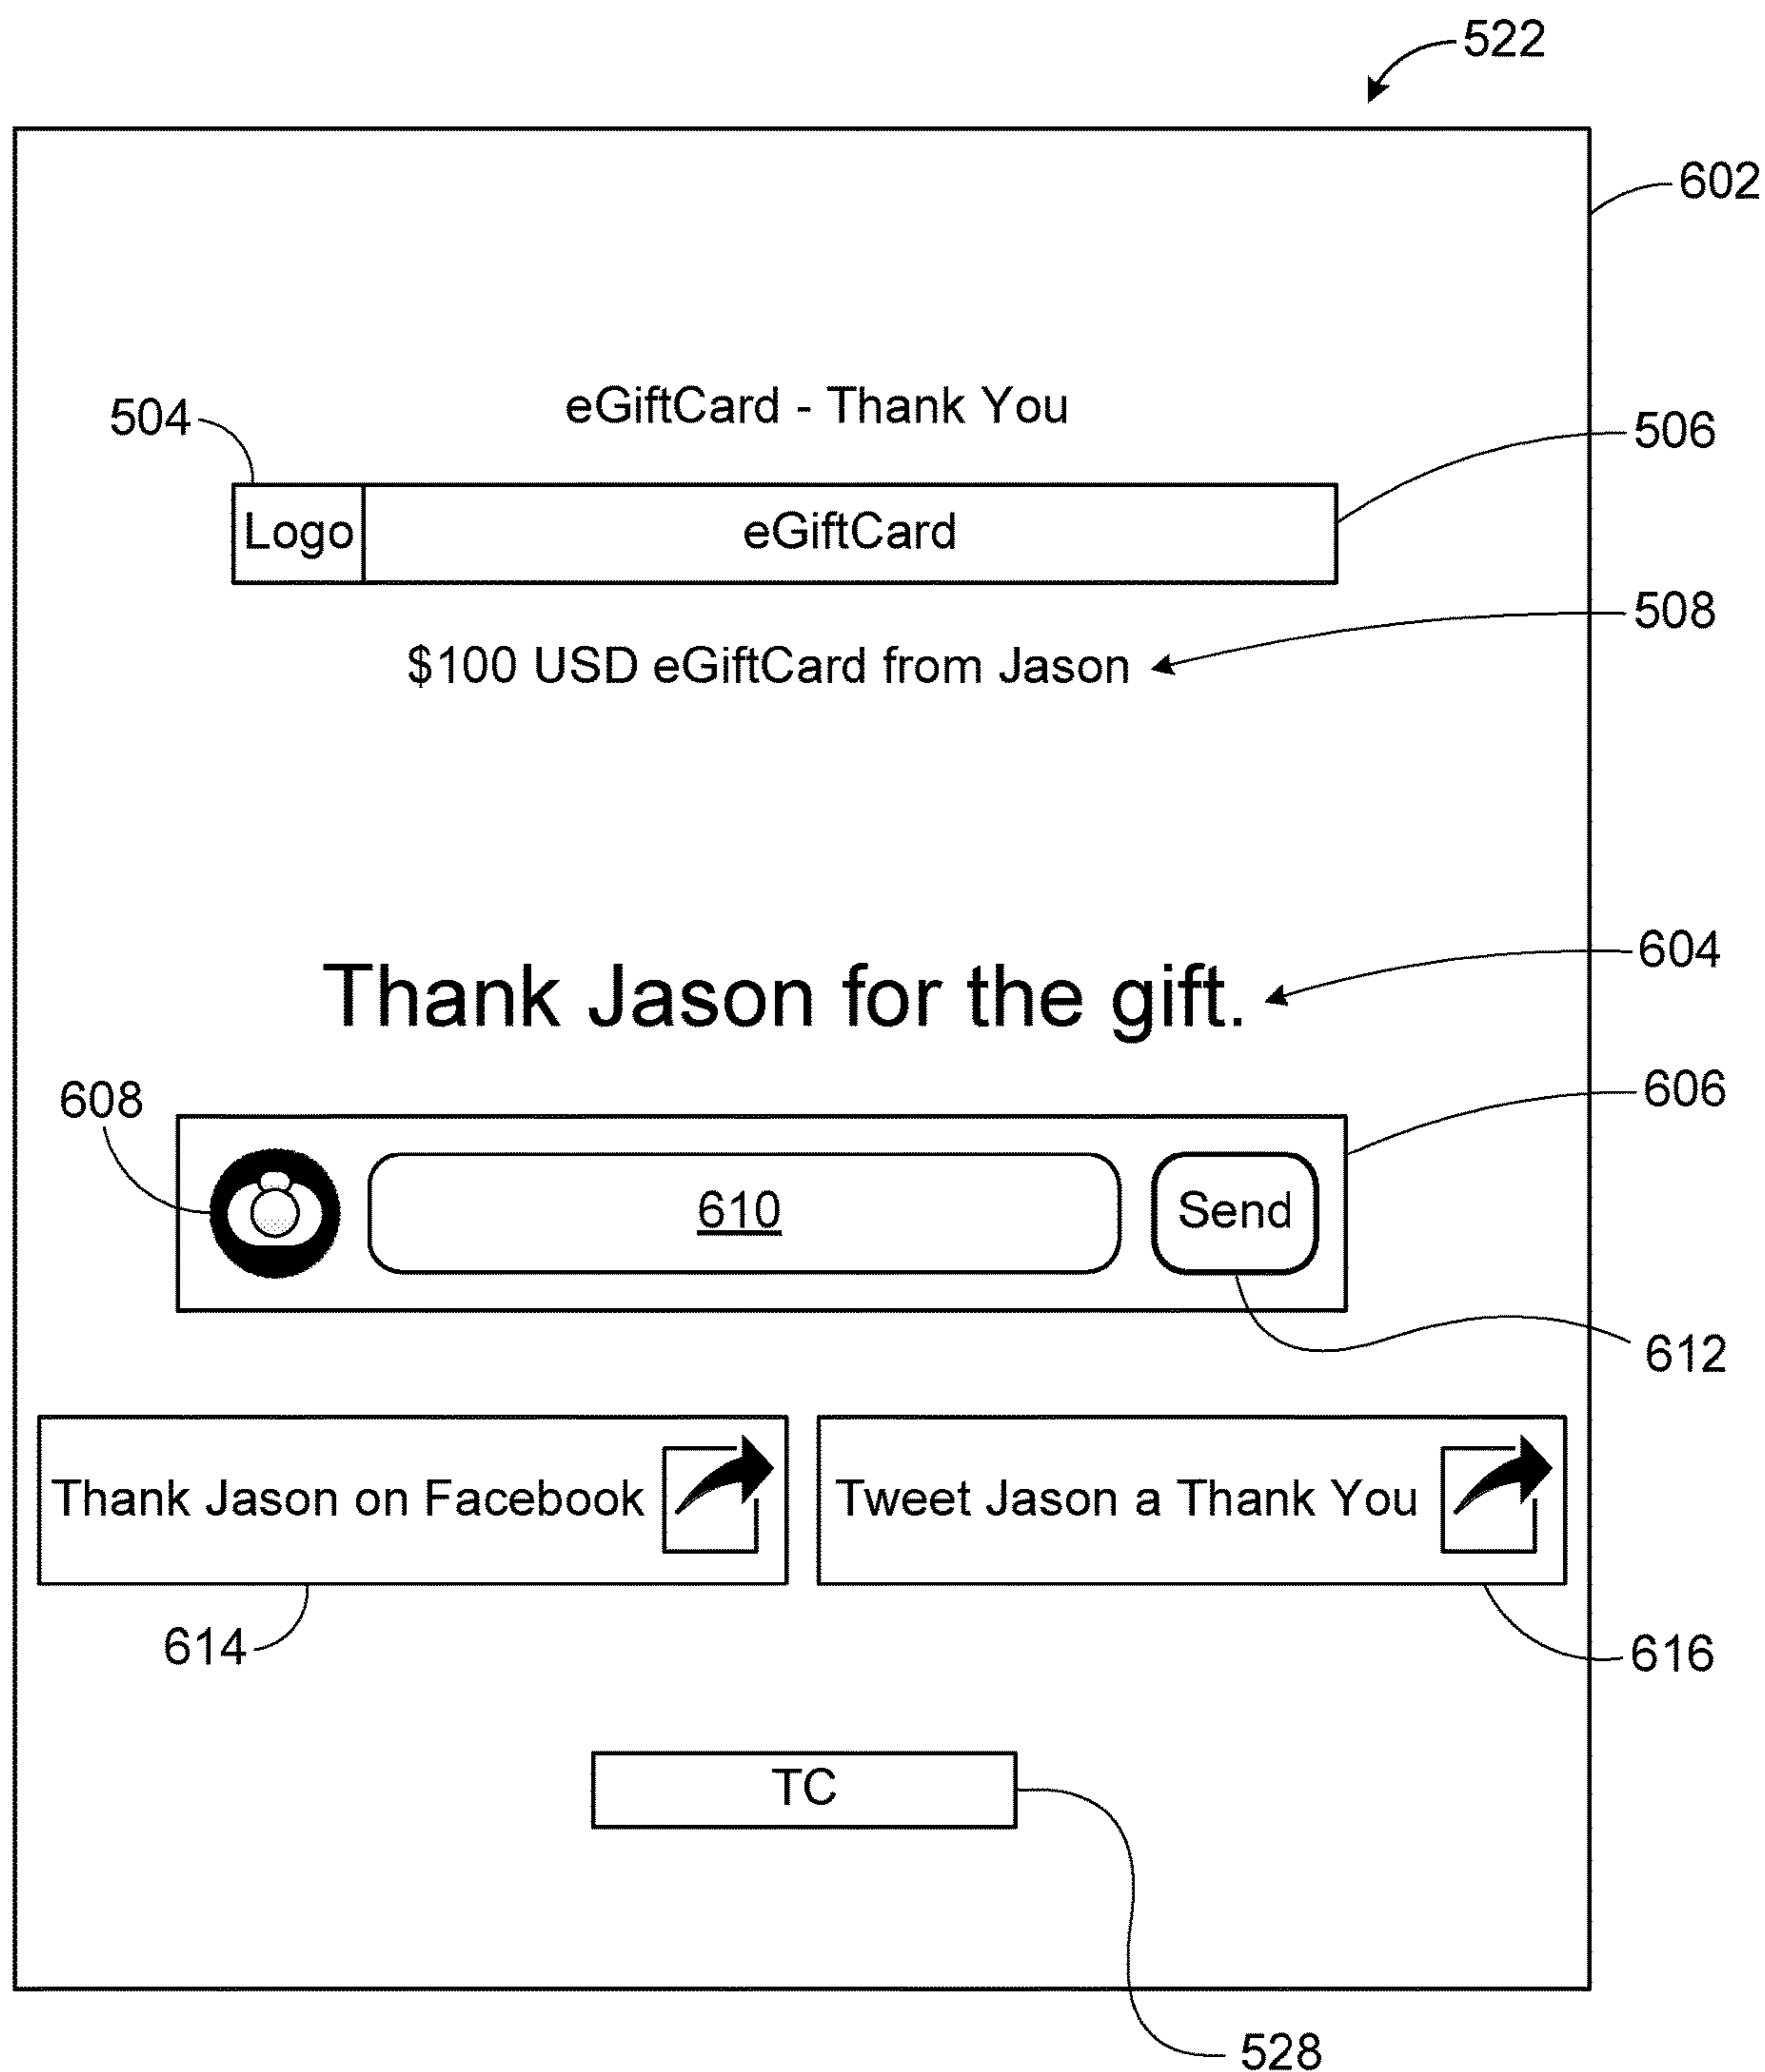 522
602
eGiftCard - Thank You
504
506
Logo
eGiftCard
508
$100 USD eGiftCard from Jason
604
Thank Jason for the gift.
608
606
610
Send
612
Thank Jason on Facebook
Tweet Jason a Thank You
614
616
TC
528